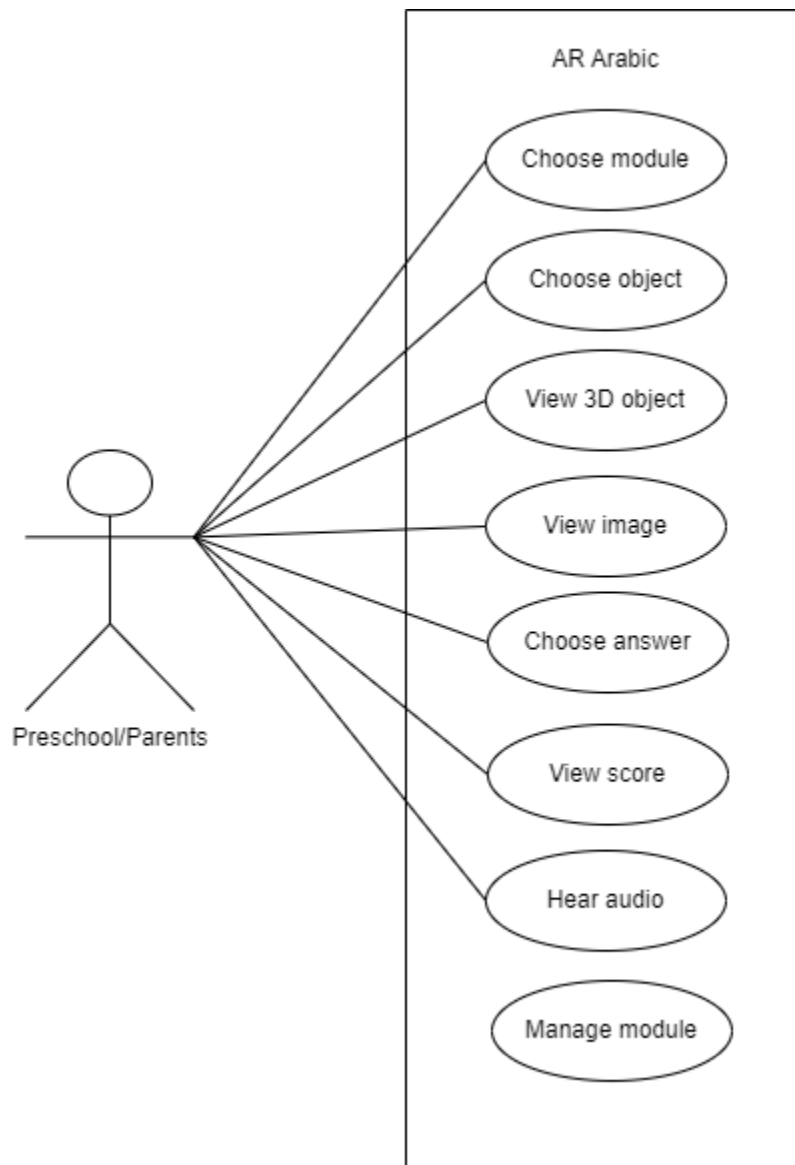 AR Arabic
Choose module
Choose object
View 3D object
View image
Choose answer
View score
Hear audio
Manage module
Preschool/Parents